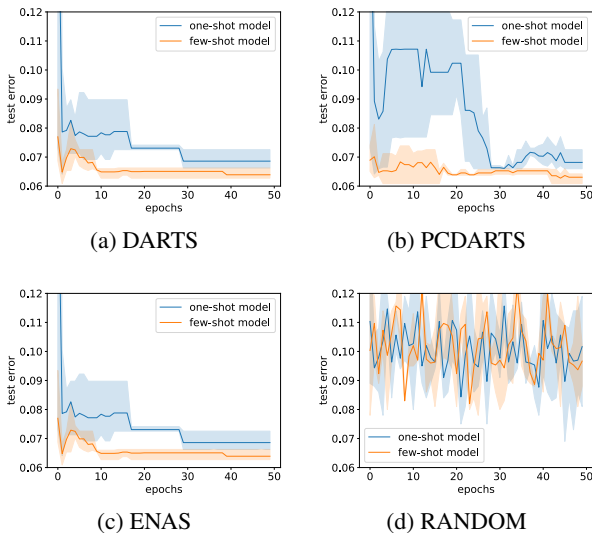 0.12
0.11
0.10
0.09
0.08
0.07
0.06
test error
one-shot model
few-shot model
0 10 20 30 40 50
epochs
(a) DARTS
0.12
0.11
0.10
0.09
0.08
0.07
0.06
test error
one-shot model
few-shot model
0 10 20 30 40 50
epochs
(b) PCDARTS
0.12
0.11
0.10
0.09
0.08
0.07
0.06
test error
one-shot model
few-shot model
0 10 20 30 40 50
epochs
(c) ENAS
0.12
0.11
0.10
0.09
0.08
0.07
0.06
test error
one-shot model
few-shot model
0 10 20 30 40 50
epochs
(d) RANDOM